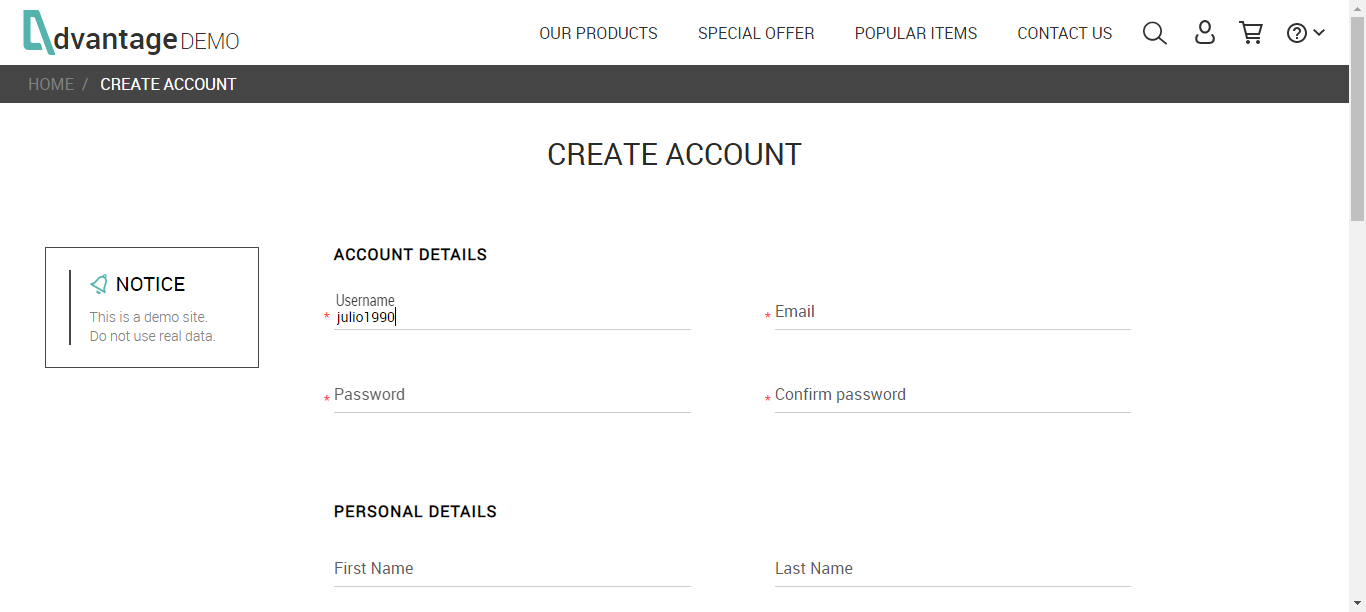 dvantage DEMO
OUR PRODUCTS SPECIAL OFFER POPULAR ITEMS CONTACT US
HOME / CREATE ACCOUNT
CREATE ACCOUNT
NOTICE
This is a demo site.
Do not use real data.
ACCOUNT DETAILS
Username
* julio1990
* Email
* Password
* Confirm password
PERSONAL DETAILS
First Name
Last Name